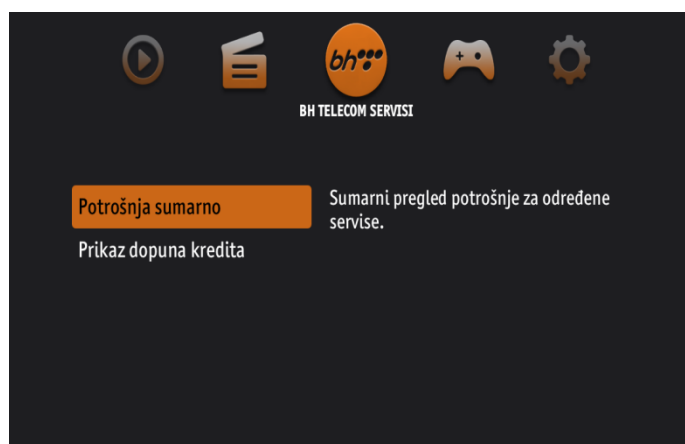 bh
BH TELECOM SERVISI
Potrošnja sumarno
Sumarni pregled potrošnje za određene
servise.
Prikaz dopuna kredita